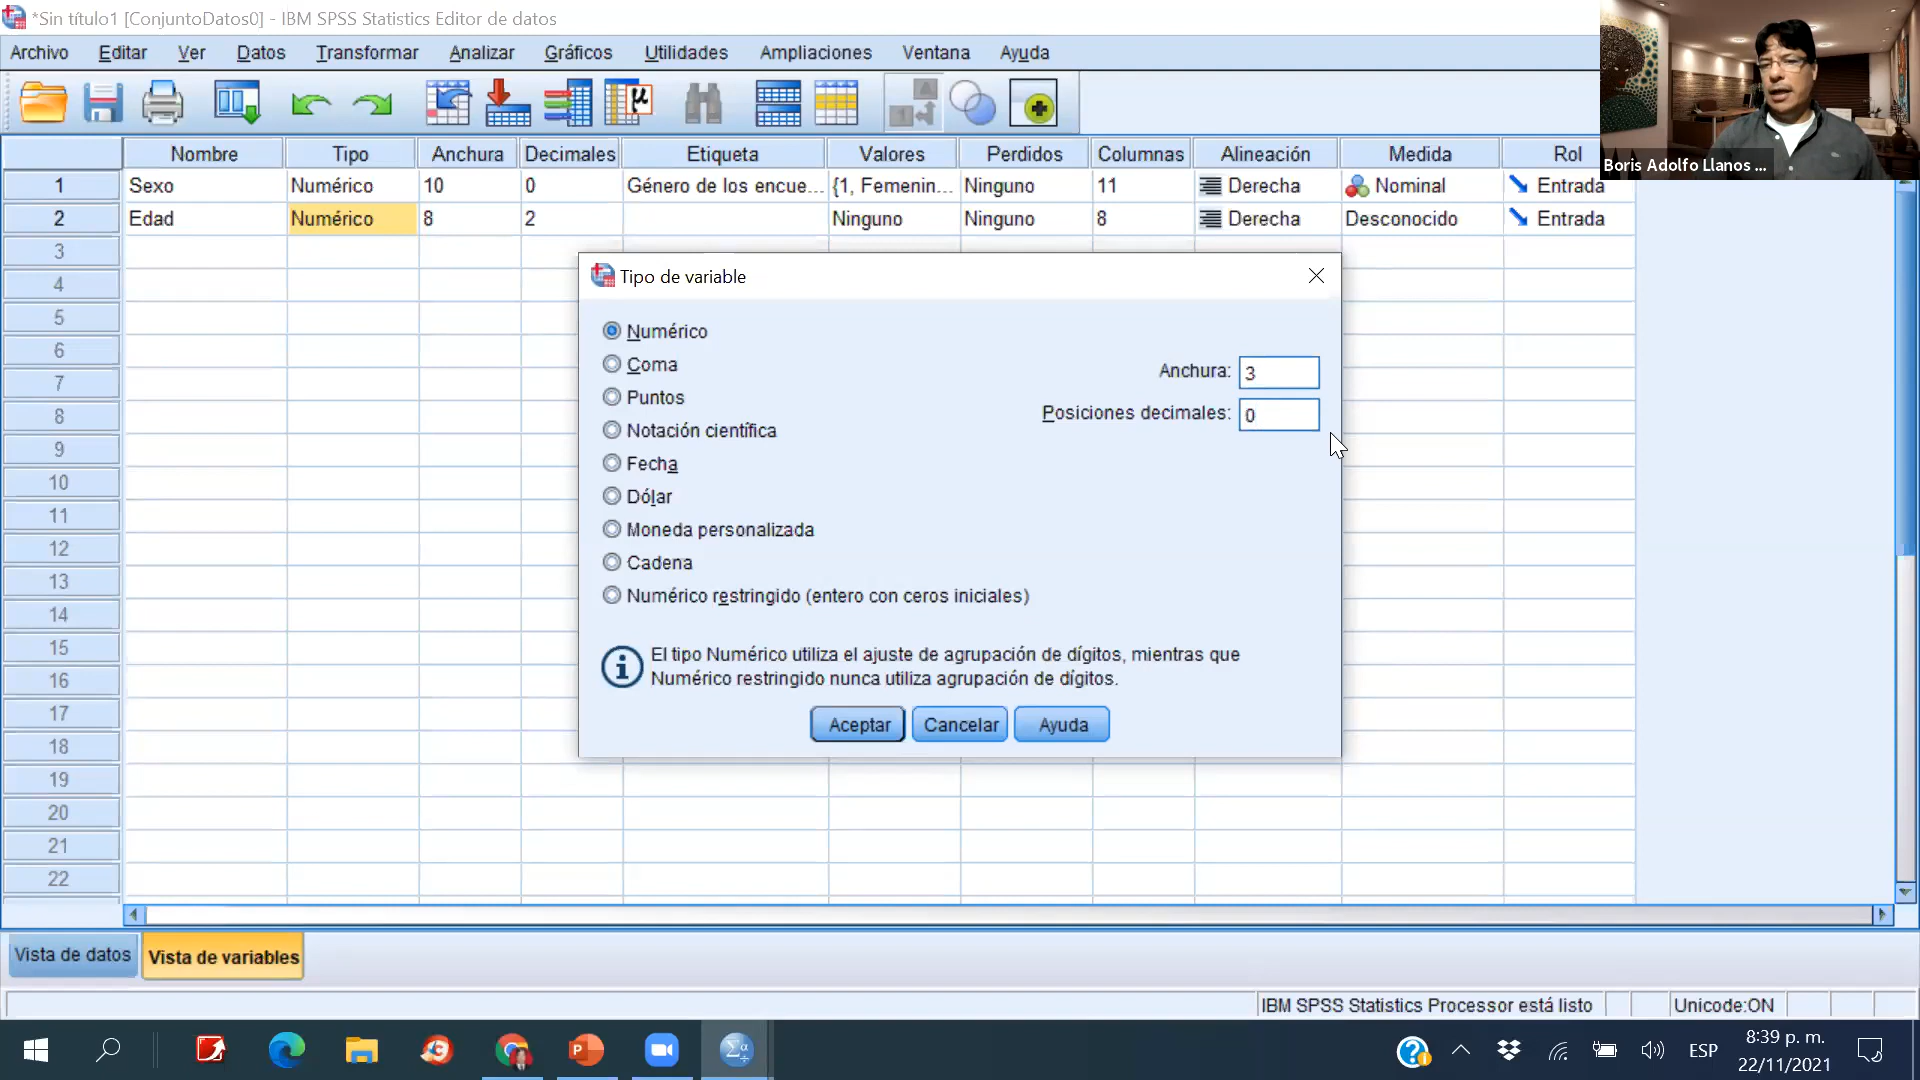 *Sin título1 [ConjuntoDatos0] - IBM SPSS Statistics Editor de datos
Archivo Editar Ver Datos Transformar Analizar Gráficos Utilidades Ampliaciones Ventana Ayuda
Boris Adolfo Llanos ...
Nombre Tipo Anchura Decimales Etiqueta Valores Perdidos Columnas Alineación Medida Rol
1 Sexo Numérico 10 0 Género de los encue... {1, Femenin... Ninguno 11 Derecha Nominal Entrada
2 Edad Numérico 8 2 Ninguno Ninguno 8 Derecha Desconocido Entrada
3
4
5
6
7
8
9
10
11
12
13
14
15
16
17
18
19
20
21
22
Tipo de variable
Numérico
Coma
Puntos
Notación científica
Fecha
Dólar
Moneda personalizada
Cadena
Numérico restringido (entero con ceros iniciales)
Anchura: 3
Posiciones decimales: 0
El tipo Numérico utiliza el ajuste de agrupación de dígitos, mientras que
Numérico restringido nunca utiliza agrupación de dígitos.
Aceptar Cancelar Ayuda
Vista de datos Vista de variables
IBM SPSS Statistics Processor está listo Unicode:ON
ESP
8:39 p. m.
22/11/2021